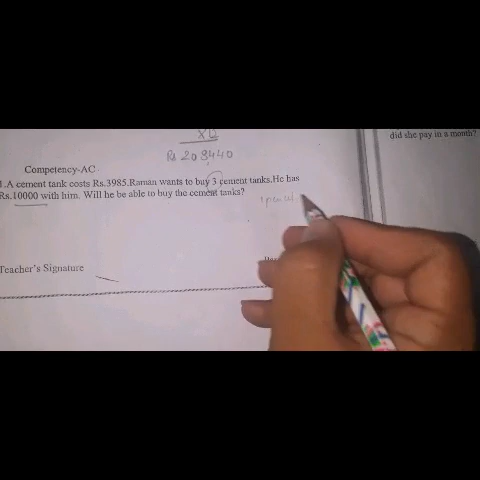 did she pay in a month?
Rs 208440
Competency-AC
1.A cement tank costs Rs.3985.Raman wants to buy 3 cement tanks.He has
Rs.10000 with him. Will he be able to buy the cement tanks?
Teacher's Signature